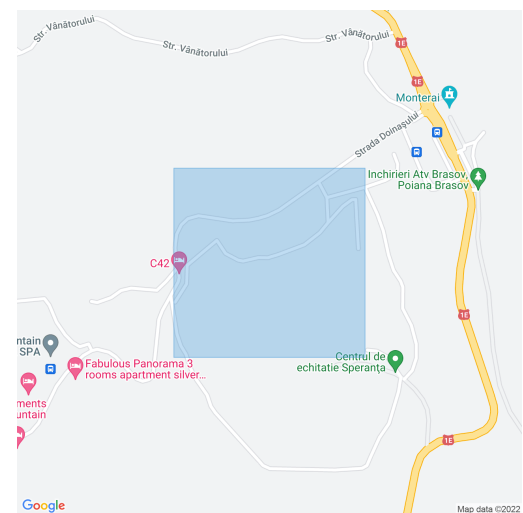 Str. Vânătorului
Str. Vânătorului
Str. Vânătorului
1E
1E
Monterai
Strada Doinașului
Inchirieri Atv Brasov,
Poiana Brasov
C42
1E
ntain
SPA
Fabulous Panorama 3
rooms apartment silver...
Centrul de
echitatie Speranța
ments
untain
1E
Google
Map data ©2022